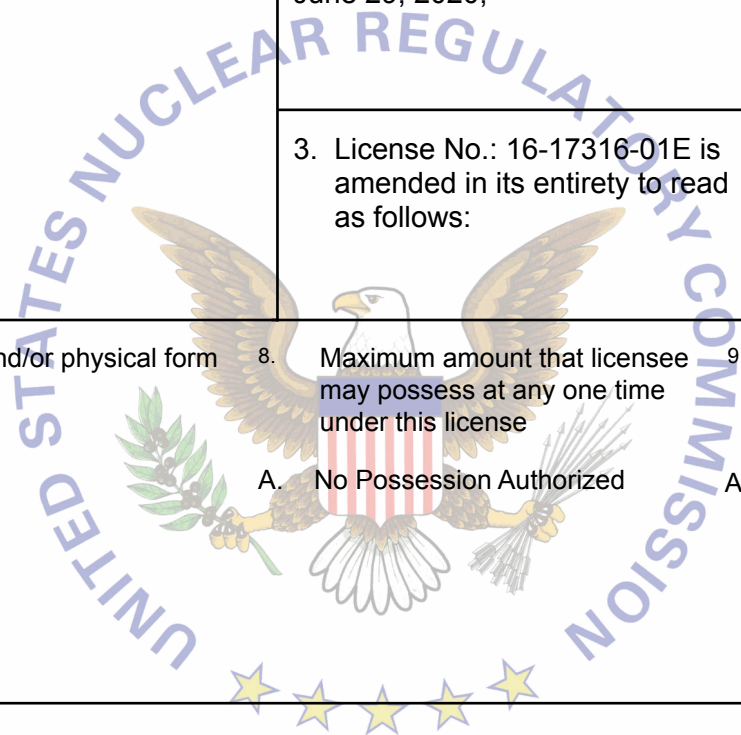 3. License No.: 16-17316-01E is
amended in its entirety to read
as follows:
nd/or physical form
8. Maximum amount that licensee
may possess at any one time
under this license
9
A. No Possession Authorized
A
UNITED STATES NUCLEAR REGULATORY COMMISSION